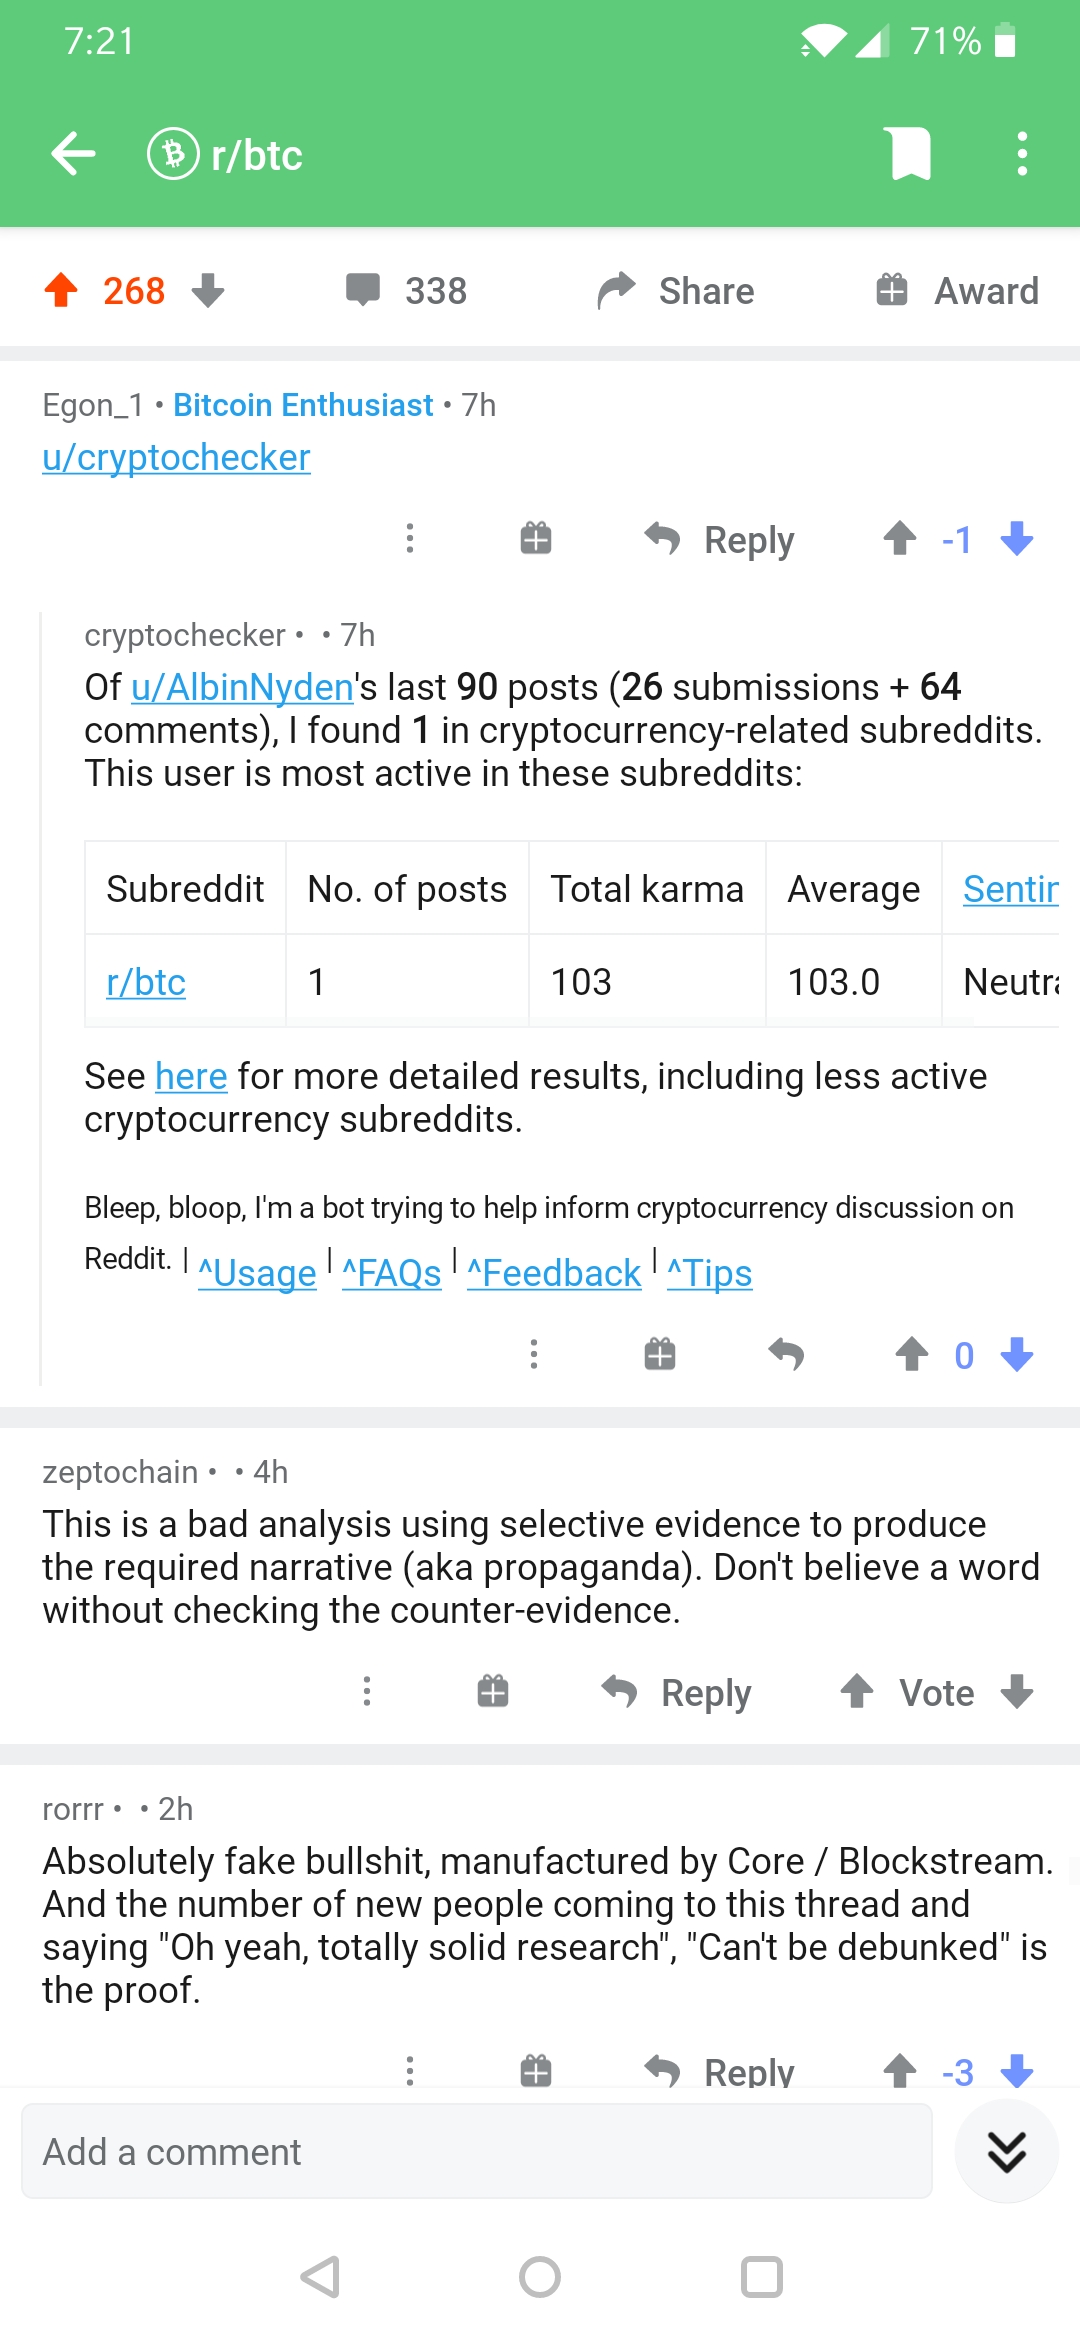 7:21
71%
r/btc
268
338
Share
Award
Egon_1 • Bitcoin Enthusiast • 7h
u/cryptochecker
Reply
-1
cryptochecker • • 7h
Of u/AlbinNyden's last 90 posts (26 submissions + 64
comments), I found 1 in cryptocurrency-related subreddits.
This user is most active in these subreddits:
Subreddit No. of posts Total karma Average Sentin
r/btc 1 103 103.0 Neutra
See here for more detailed results, including less active
cryptocurrency subreddits.
Bleep, bloop, I'm a bot trying to help inform cryptocurrency discussion on
Reddit. | ^Usage | ^FAQs | ^Feedback | ^Tips
0
zeptochain • • 4h
This is a bad analysis using selective evidence to produce
the required narrative (aka propaganda). Don't believe a word
without checking the counter-evidence.
Reply
Vote
rorrr • • 2h
Absolutely fake bullshit, manufactured by Core / Blockstream.
And the number of new people coming to this thread and
saying "Oh yeah, totally solid research", "Can't be debunked" is
the proof.
Reply
-3
Add a comment